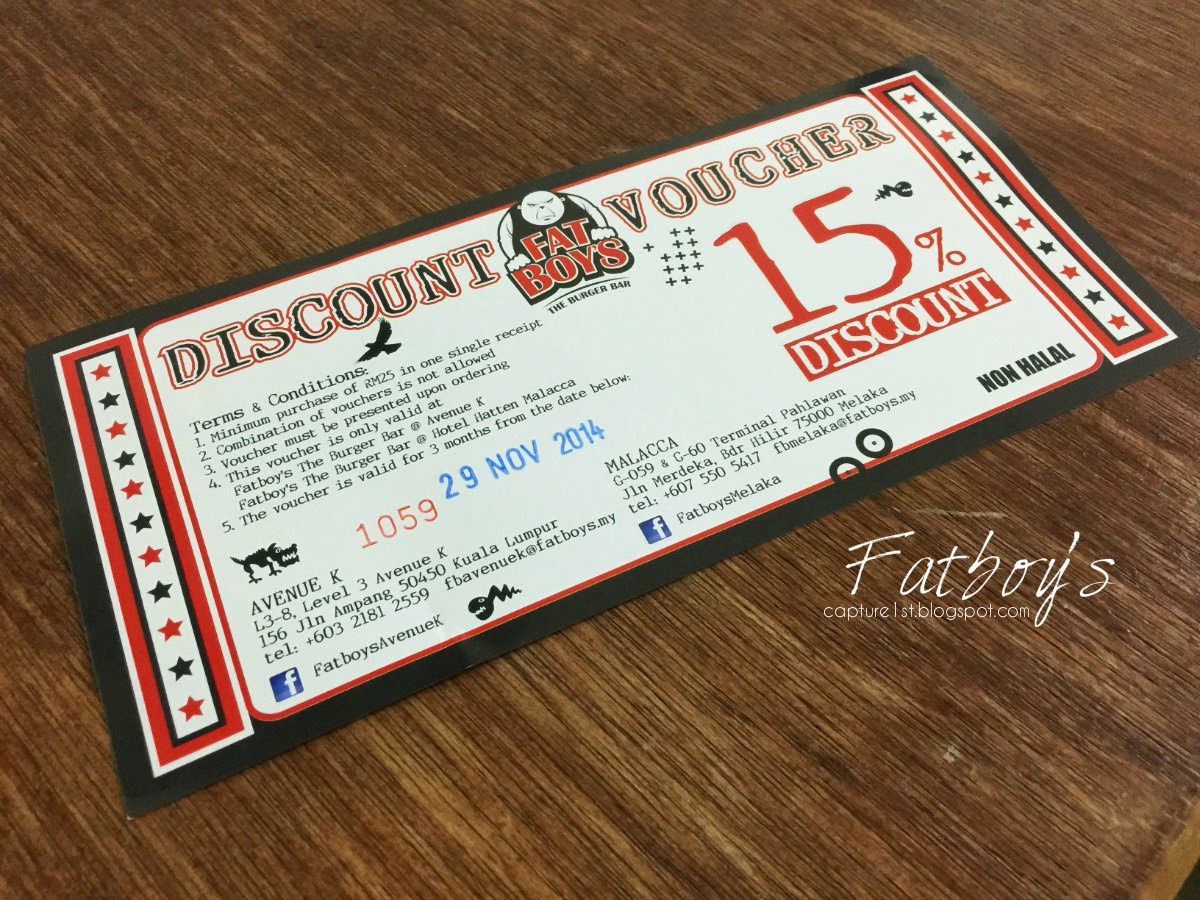 DISCOUNT VOUCHER
FAT
BOY'S
THE BURGER BAR
15%
DISCOUNT
NON HALAL
Terms & Conditions:
1. Minimum purchase of RM25 in one single receipt
2. Combination of vouchers is not allowed
3. Voucher must be presented upon ordering
4. This voucher is only valid at
Fatboy's The Burger Bar @ Avenue K
Fatboy's The Burger Bar @ Hotel Hatten Malacca
5. The voucher is valid for 3 months from the date below:
1059 29 NOV 2014
AVENUE K
L3-8, Level 3 Avenue K
156 Jln Ampang 50450 Kuala Lumpur
tel: +603 2181 2559 fbavenuek@fatboys.my
f FatboysAvenueK
MALACCA
G-059 & G-60 Terminal Pahlawan
Jln Merdeka, Bdr Hilir 75000 Melaka
tel: +607 550 5417 fbmelaka@fatboys.my
f FatboysMelaka
Fatboy's
capture1st.blogspot.com